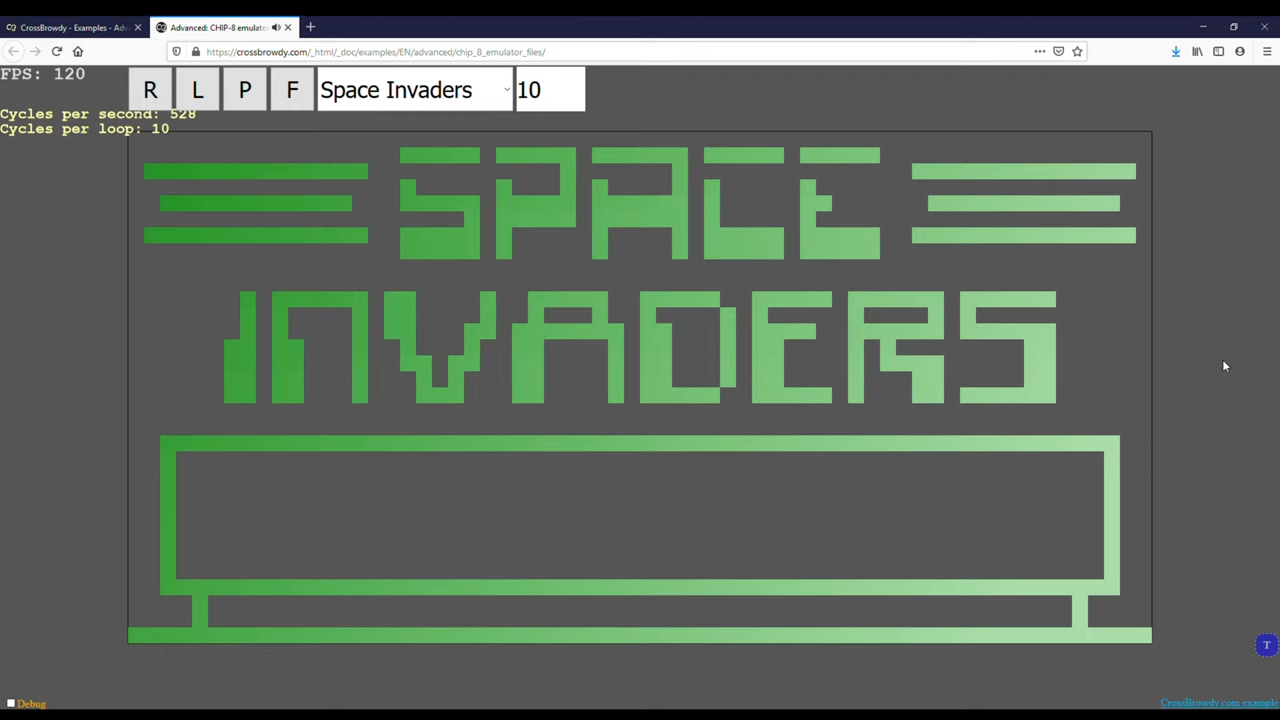 CrossBrowdy - Examples - Adv
Advanced: CHIP-8 emulato
https://crossbrowdy.com/_html/_doc/examples/EN/advanced/chip_8_emulator_files/
FPS: 120
R L P F Space Invaders 10
Cycles per second: 528
Cycles per loop: 10
SPACE
INVADERS
T
Debug
CrossBrowdy.com example